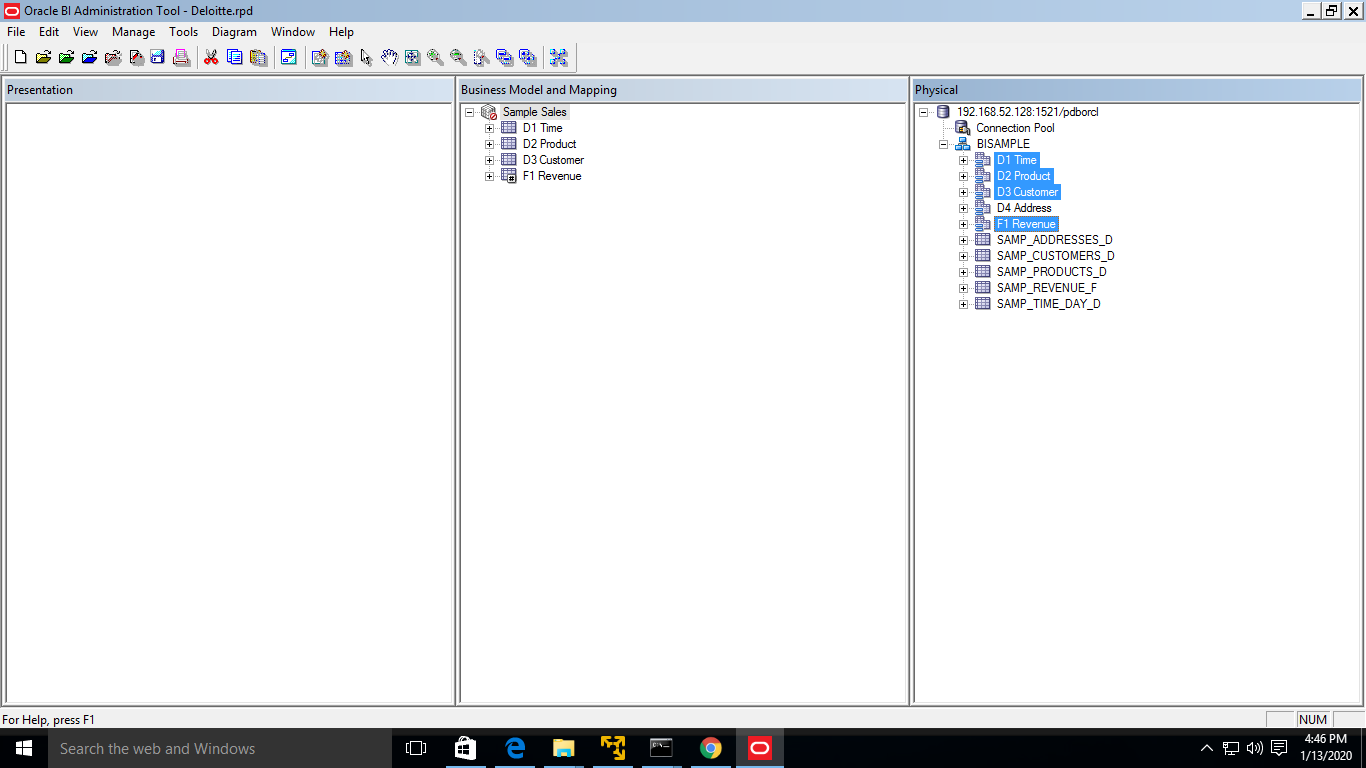 Oracle BI Administration Tool - Deloitte.rpd
File Edit View Manage Tools Diagram Window Help
Presentation
Business Model and Mapping
Sample Sales
D1 Time
D2 Product
D3 Customer
F1 Revenue
Physical
192.168.52.128:1521/pdborcl
Connection Pool
BISAMPLE
D1 Time
D2 Product
D3 Customer
D4 Address
F1 Revenue
SAMP_ADDRESSES_D
SAMP_CUSTOMERS_D
SAMP_PRODUCTS_D
SAMP_REVENUE_F
SAMP_TIME_DAY_D
For Help, press F1
NUM
Search the web and Windows
4:46 PM
1/13/2020